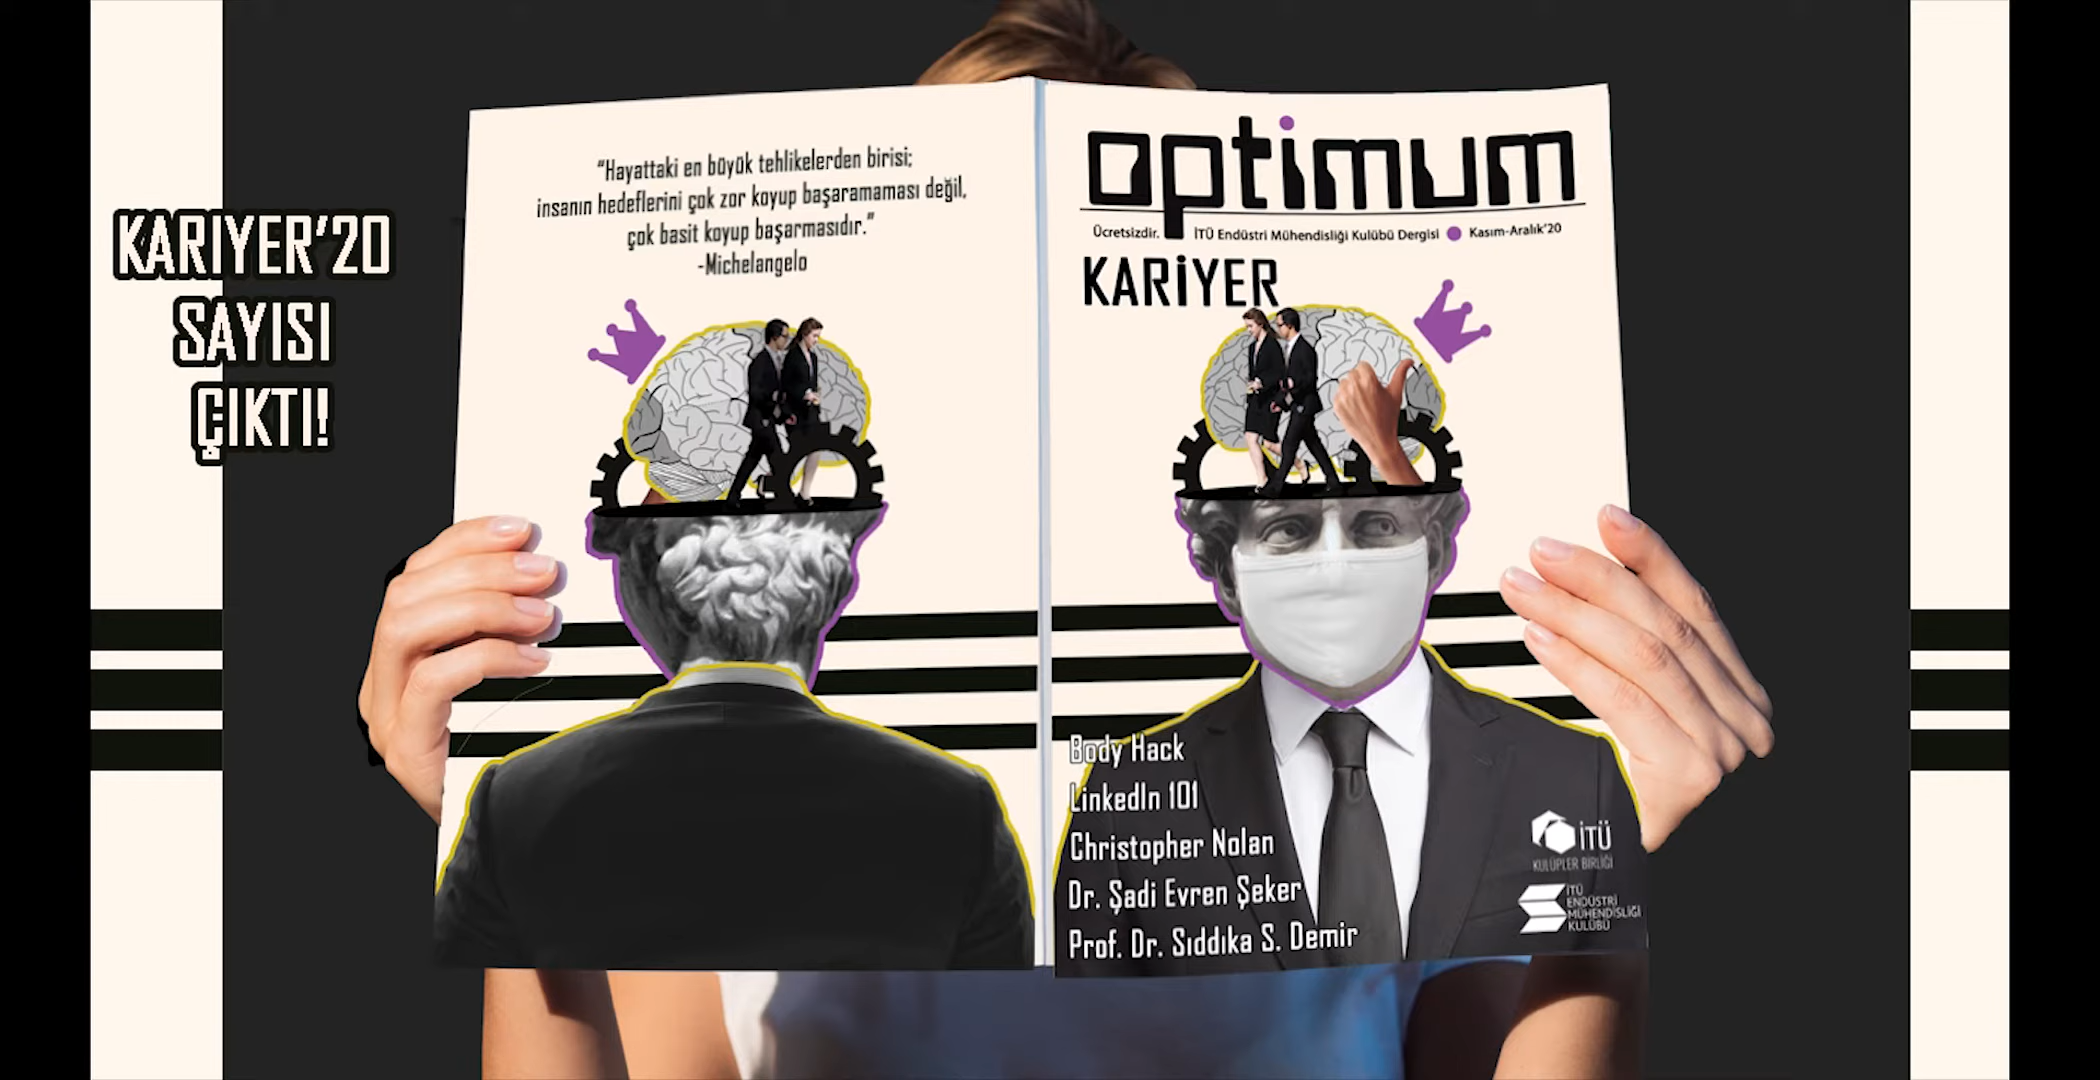 KARIYER'20
SAYISI
ÇIKTI!
“Hayattaki en büyük tehlikelerden birisi;
insanın hedeflerini çok zor koyup başaramaması değil,
çok basit koyup başarmasıdır.”
-Michelangelo
optimum
Ücretsizdir. İTÜ Endüstri Mühendisliği Kulübü Dergisi Kasım-Aralık'20
KARİYER
Body Hack
LinkedIn 101
Christopher Nolan
Dr. Şadi Evren Şeker
Prof. Dr. Sıddıka S. Demir
İTÜ
KULÜPLER BİRLİĞİ
İTÜ
ENDÜSTRİ
MÜHENDİSLİĞİ
KULÜBÜ